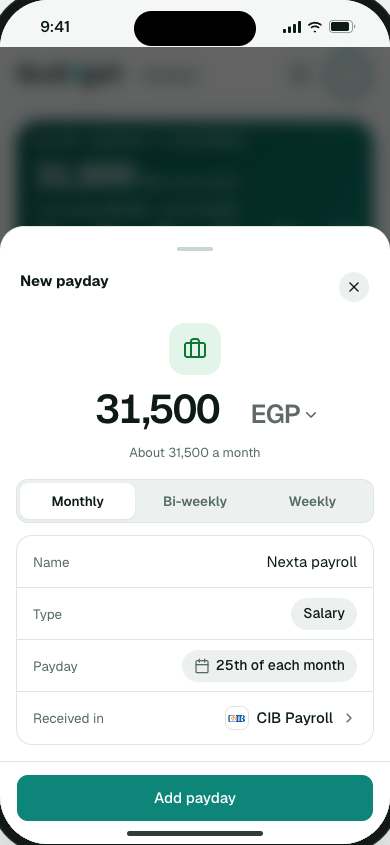 9:41
New payday
31,500 EGP
About 31,500 a month
Monthly Bi-weekly Weekly
Name Nexta payroll
Type Salary
Payday 25th of each month
Received in CIB CIB Payroll
Add payday